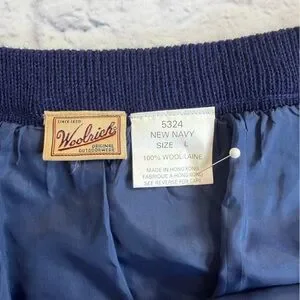 SINCE 1830
Woolrich
ORIGINAL
OUTDOORWEAR
5324
NEW NAVY
SIZE L
100% WOOL/LAINE
MADE IN HONG KONG
FABRIQUE A HONG KONG
SEE REVERSE FOR CARE